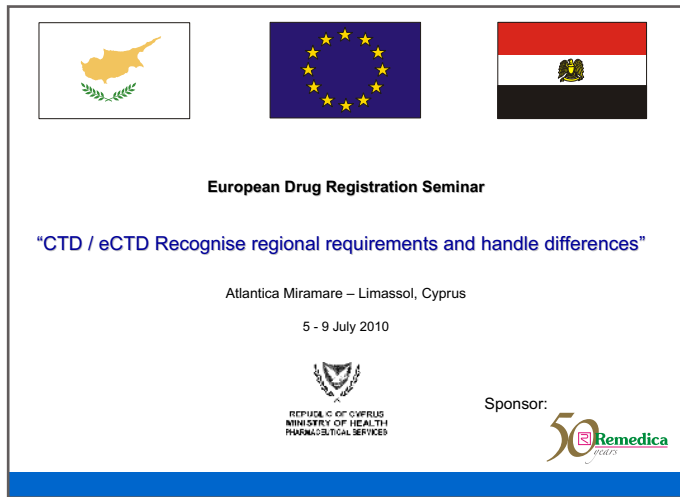 European Drug Registration Seminar
“CTD / eCTD Recognise regional requirements and handle differences”
Atlantica Miramare – Limassol, Cyprus
5 - 9 July 2010
REPUBLIC OF CYPRUS
MINISTRY OF HEALTH
PHARMACEUTICAL SERVICES
Sponsor:
50 Remedica
years